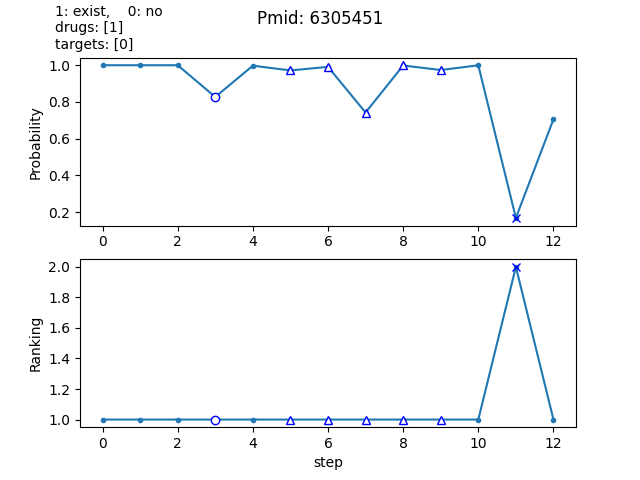 1: exist,    0: no
drugs: [1]
targets: [0]
Pmid: 6305451
1.0
0.8
0.6
0.4
0.2
Probability
0 2 4 6 8 10 12
2.0
1.8
1.6
1.4
1.2
1.0
Ranking
0 2 4 6 8 10 12
step